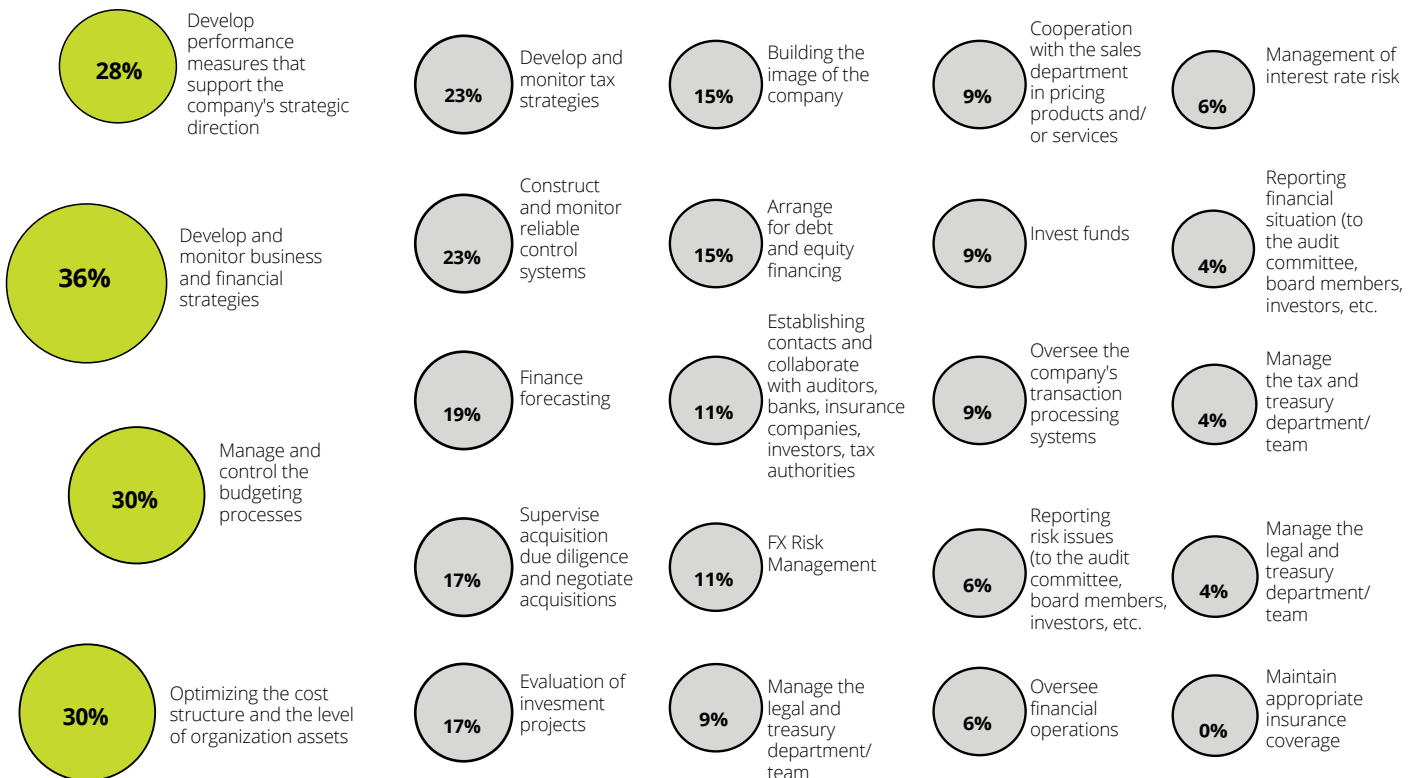 28%
Develop
performance
measures that
support the
company's strategic
direction
36%
Develop and
monitor business
and financial
strategies
30%
Manage and
control the
budgeting
processes
30%
Optimizing the cost
structure and the level
of organization assets
23%
Develop and
monitor tax
strategies
23%
Construct
and monitor
reliable
control
systems
19%
Finance
forecasting
17%
Supervise
acquisition
due diligence
and negotiate
acquisitions
17%
Evaluation of
invesment
projects
15%
Building the
image of the
company
15%
Arrange
for debt
and equity
financing
11%
Establishing
contacts and
collaborate
with auditors,
banks, insurance
companies,
investors, tax
authorities
11%
FX Risk
Management
9%
Manage the
legal and
treasury
department/
team
9%
Cooperation
with the sales
department
in pricing
products and/
or services
9%
Invest funds
9%
Oversee the
company's
transaction
processing
systems
6%
Reporting
risk issues
(to the audit
committee,
board members,
investors, etc.
6%
Oversee
financial
operations
6%
Management of
interest rate risk
4%
Reporting
financial
situation (to
the audit
committee,
board members,
investors, etc.
4%
Manage
the tax and
treasury
department/
team
4%
Manage the
legal and
treasury
department/
team
0%
Maintain
appropriate
insurance
coverage